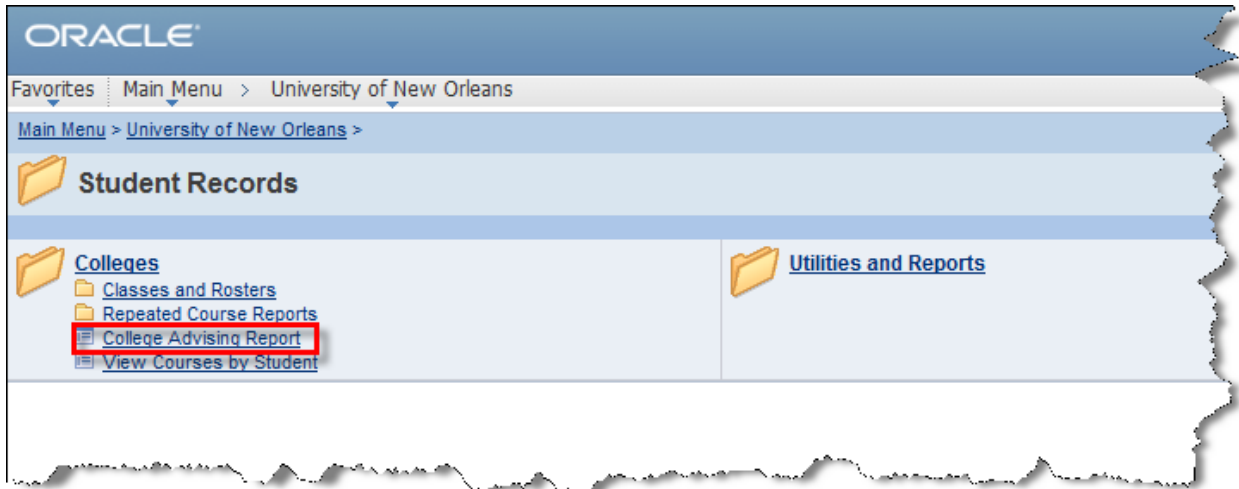 ORACLE
Favorites Main Menu > University of New Orleans
Main Menu > University of New Orleans >
Student Records
Colleges
Classes and Rosters
Repeated Course Reports
College Advising Report
View Courses by Student
Utilities and Reports